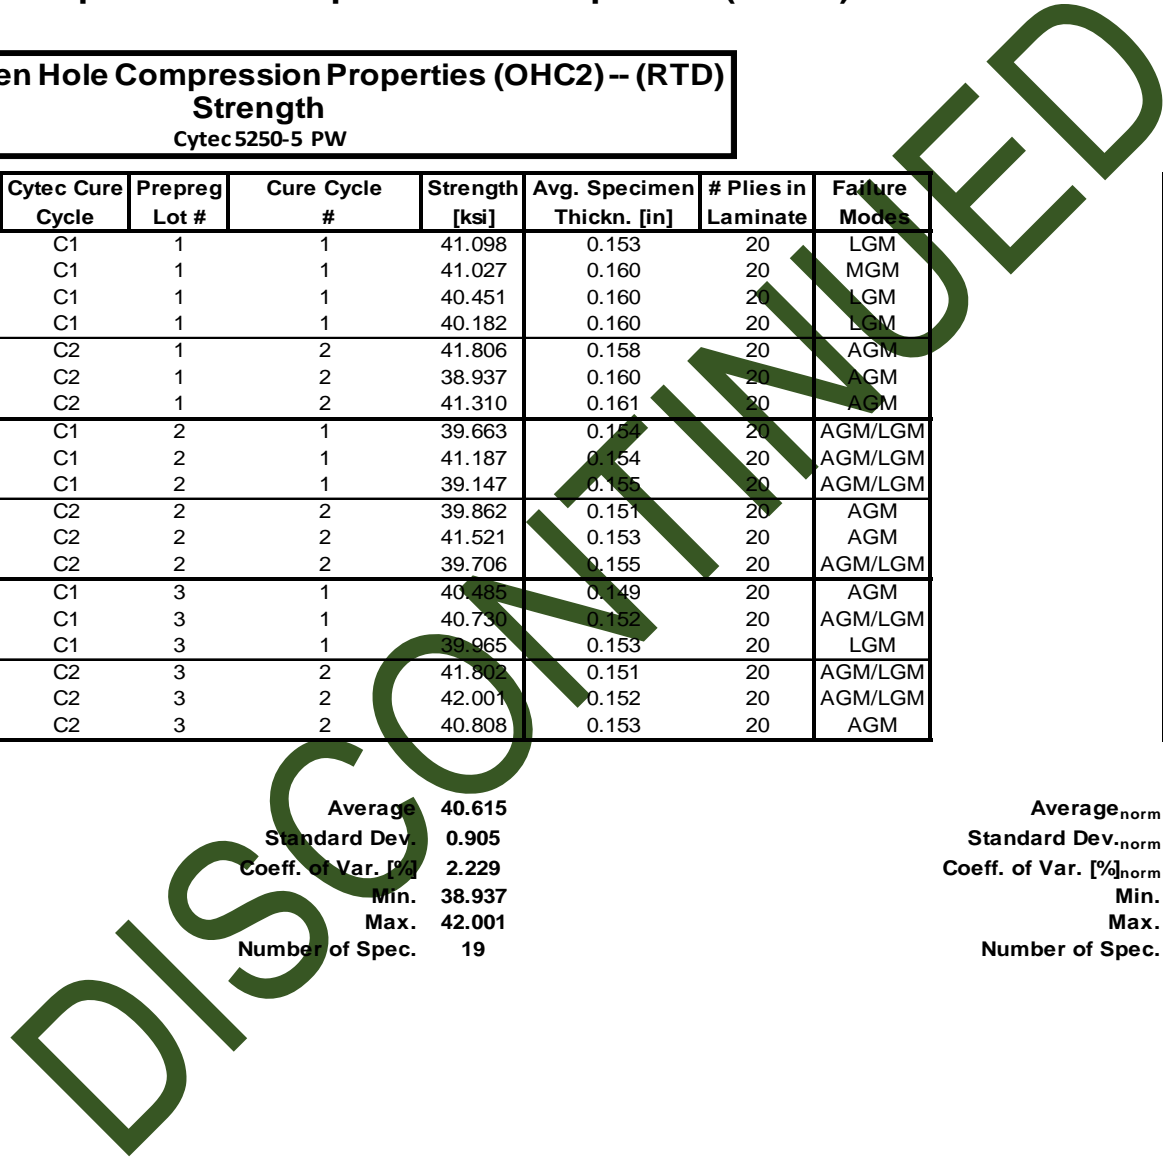 en Hole Compression Properties (OHC2) -- (RTD)
Strength
Cytec 5250-5 PW
Cytec Cure Cycle Prepreg Lot # Cure Cycle # Strength [ksi] Avg. Specimen Thickn. [in] # Plies in Laminate Failure Modes
C1 1 1 41.098 0.153 20 LGM
C1 1 1 41.027 0.160 20 MGM
C1 1 1 40.451 0.160 20 LGM
C1 1 1 40.182 0.160 20 LGM
C2 1 2 41.806 0.158 20 AGM
C2 1 2 38.937 0.160 20 AGM
C2 1 2 41.310 0.161 20 AGM
C1 2 1 39.663 0.154 20 AGM/LGM
C1 2 1 41.187 0.154 20 AGM/LGM
C1 2 1 39.147 0.155 20 AGM/LGM
C2 2 2 39.862 0.151 20 AGM
C2 2 2 41.521 0.153 20 AGM
C2 2 2 39.706 0.155 20 AGM/LGM
C1 3 1 40.485 0.149 20 AGM
C1 3 1 40.730 0.152 20 AGM/LGM
C1 3 1 39.965 0.153 20 LGM
C2 3 2 41.802 0.151 20 AGM/LGM
C2 3 2 42.001 0.152 20 AGM/LGM
C2 3 2 40.808 0.153 20 AGM
Average 40.615 Averagenorm
Standard Dev. 0.905 Standard Dev.norm
Coeff. of Var. [%] 2.229 Coeff. of Var. [%]norm
Min. 38.937 Min.
Max. 42.001 Max.
Number of Spec. 19 Number of Spec.
DISCONTINUED